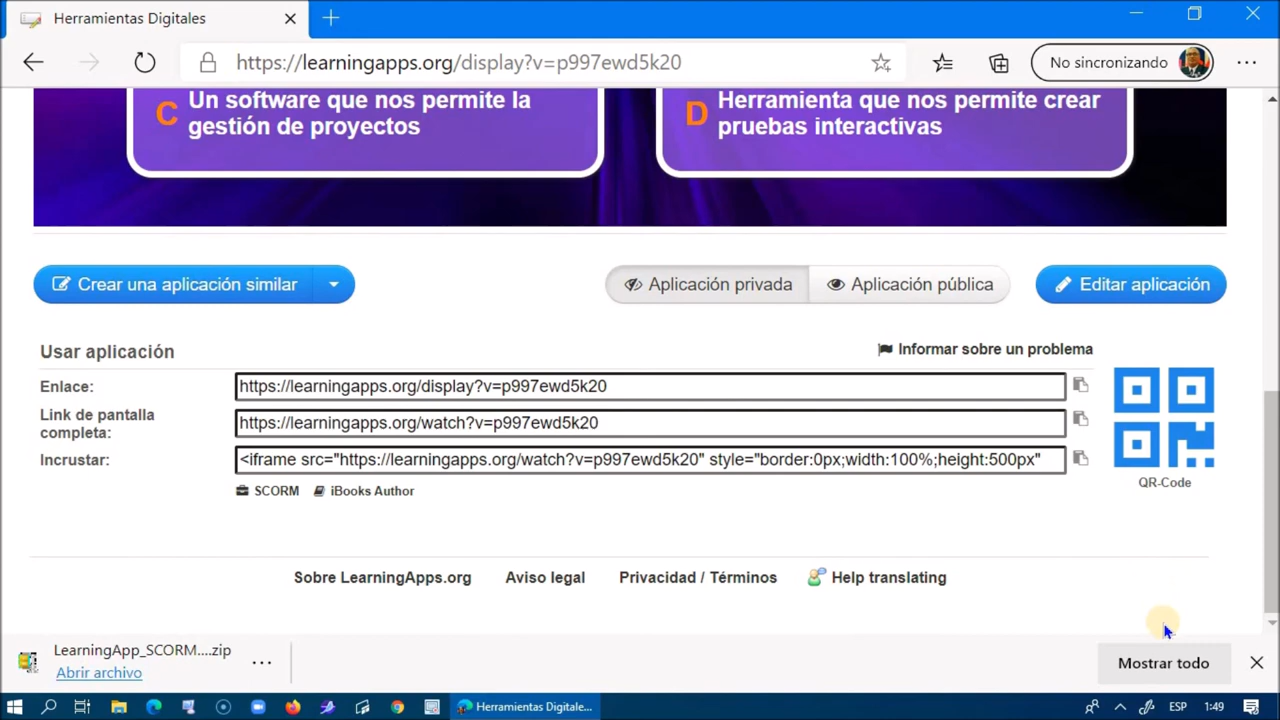 Herramientas Digitales
https://learningapps.org/display?v=p997ewd5k20
No sincronizando
C Un software que nos permite la
gestión de proyectos
D Herramienta que nos permite crear
pruebas interactivas
Crear una aplicación similar
Aplicación privada
Aplicación pública
Editar aplicación
Usar aplicación
Informar sobre un problema
Enlace:
https://learningapps.org/display?v=p997ewd5k20
Link de pantalla
completa:
https://learningapps.org/watch?v=p997ewd5k20
Incrustar:
<iframe src="https://learningapps.org/watch?v=p997ewd5k20" style="border:0px;width:100%;height:500px"
QR-Code
SCORM
iBooks Author
Sobre LearningApps.org
Aviso legal
Privacidad / Términos
Help translating
LearningApp_SCORM....zip
Abrir archivo
Mostrar todo
Herramientas Digitale...
ESP
1:49